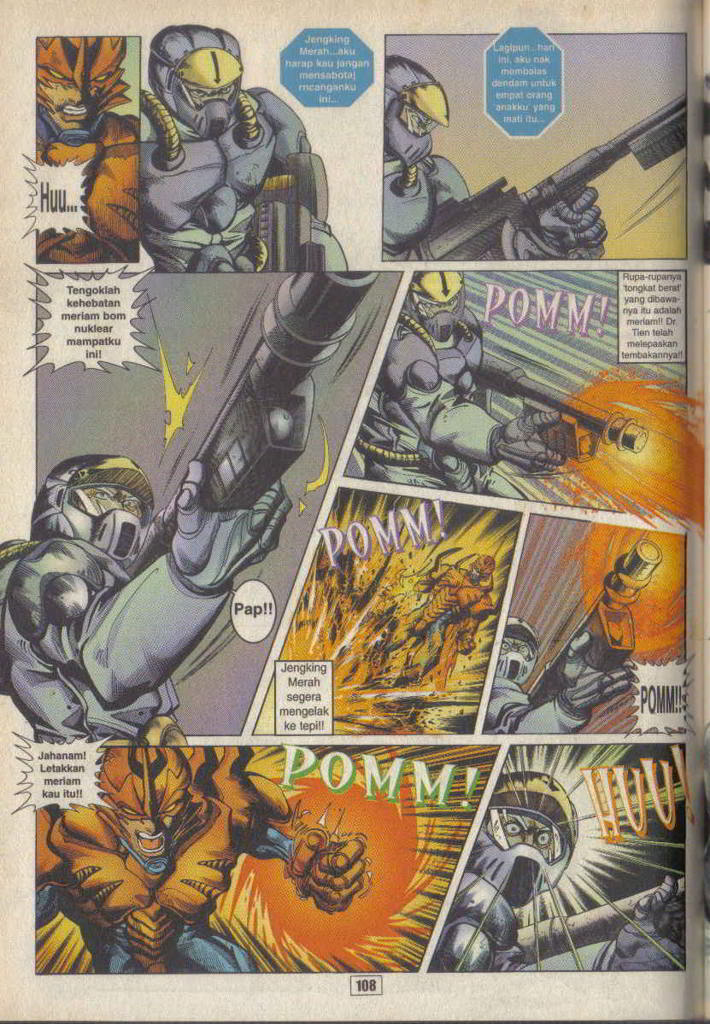 Jengking
Merah...aku
harap kau jangan
mensabotaj
rncanganku
ini...
Lagipun.. hari
ini, aku nak
membalas
dendam untuk
empat orang
'anakku' yang
mati itu...
Huu...
Tengoklah
kehebatan
meriam bom
nuklear
mampatku
ini!
Pap!!
POMM!
Rupa-rupanya
'tongkat berat'
yang dibawa-
nya itu adalah
meriam!! Dr.
Tien telah
melepaskan
tembakannya!!
POMM!
Jengking
Merah
segera
mengelak
ke tepi!!
POMM!!
Jahanam!
Letakkan
meriam
kau itu!!
POMM!
HUU!
108